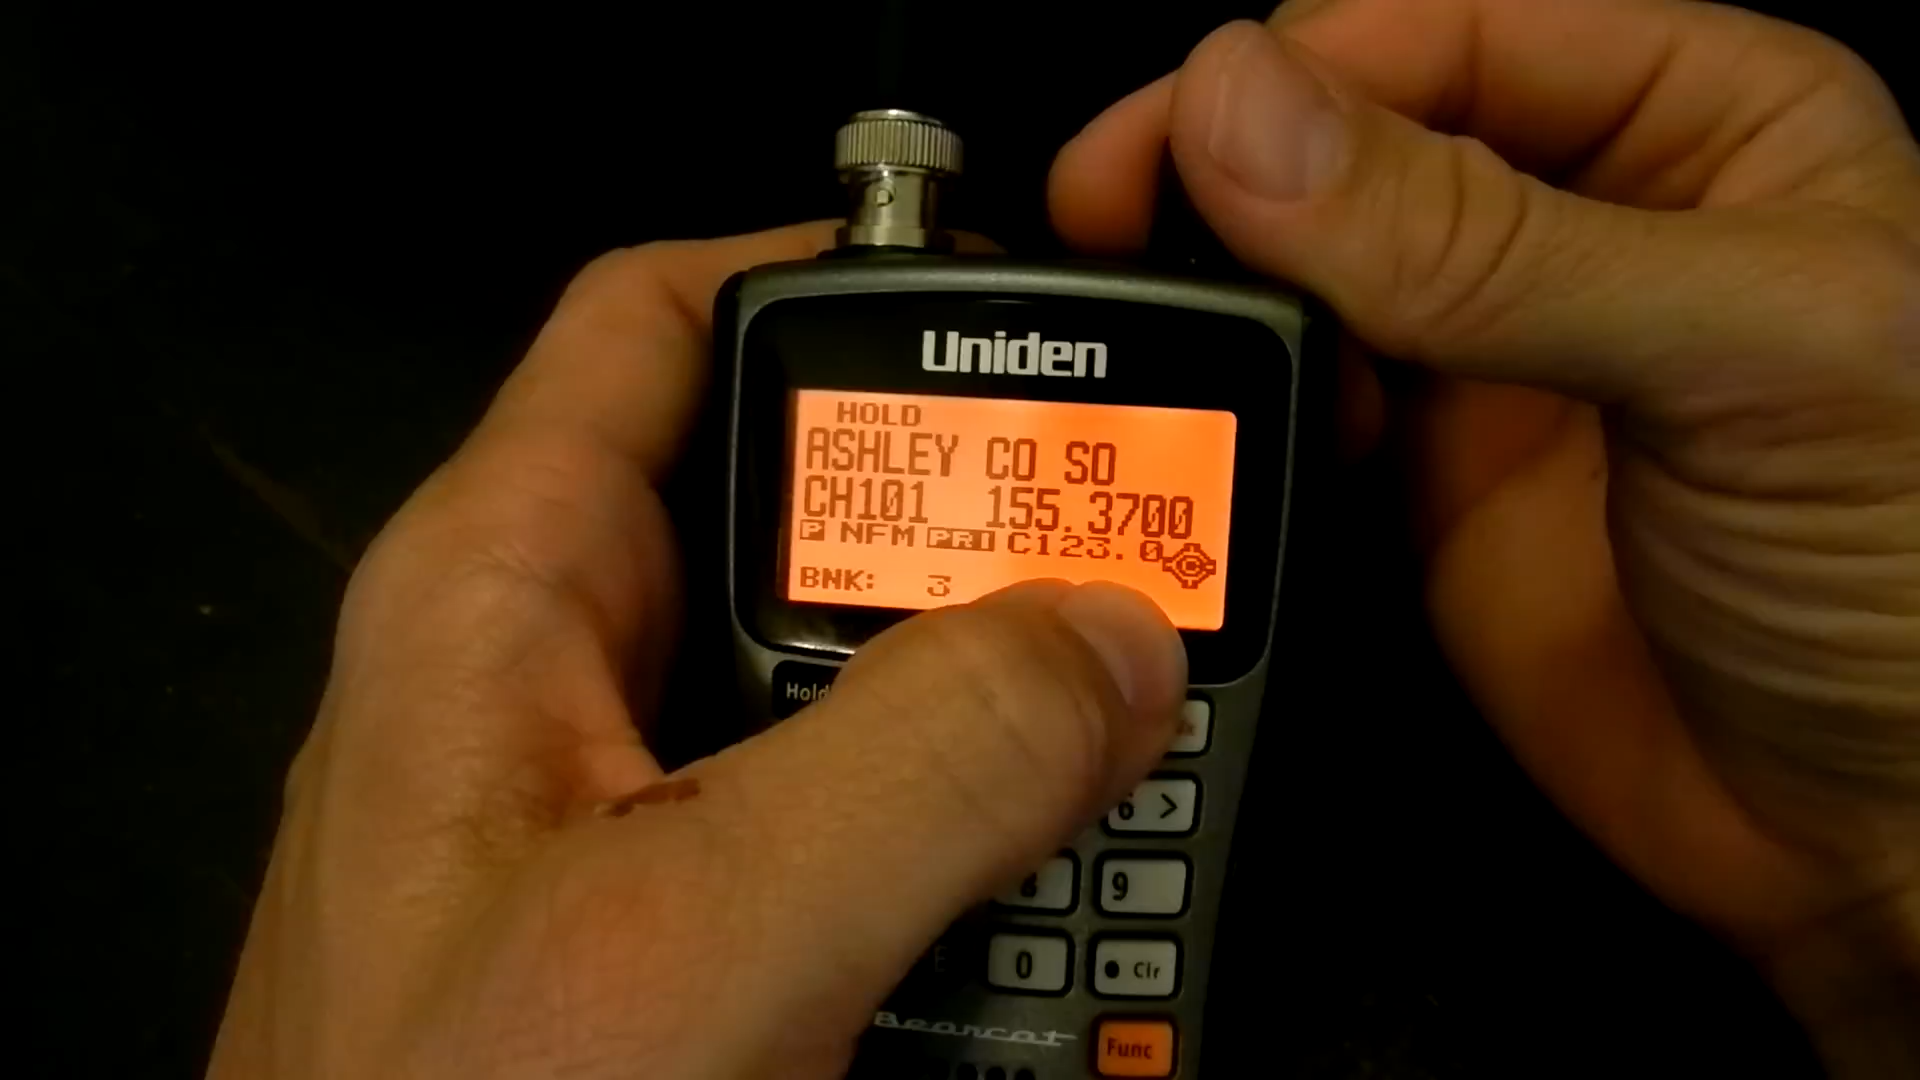 Uniden
HOLD
ASHLEY CO SO
CH101 155.3700
P NFM PRI C123.0 C
BNK: 3
Hold
6 >
8 9
0 • Clr
Bearcat
Func